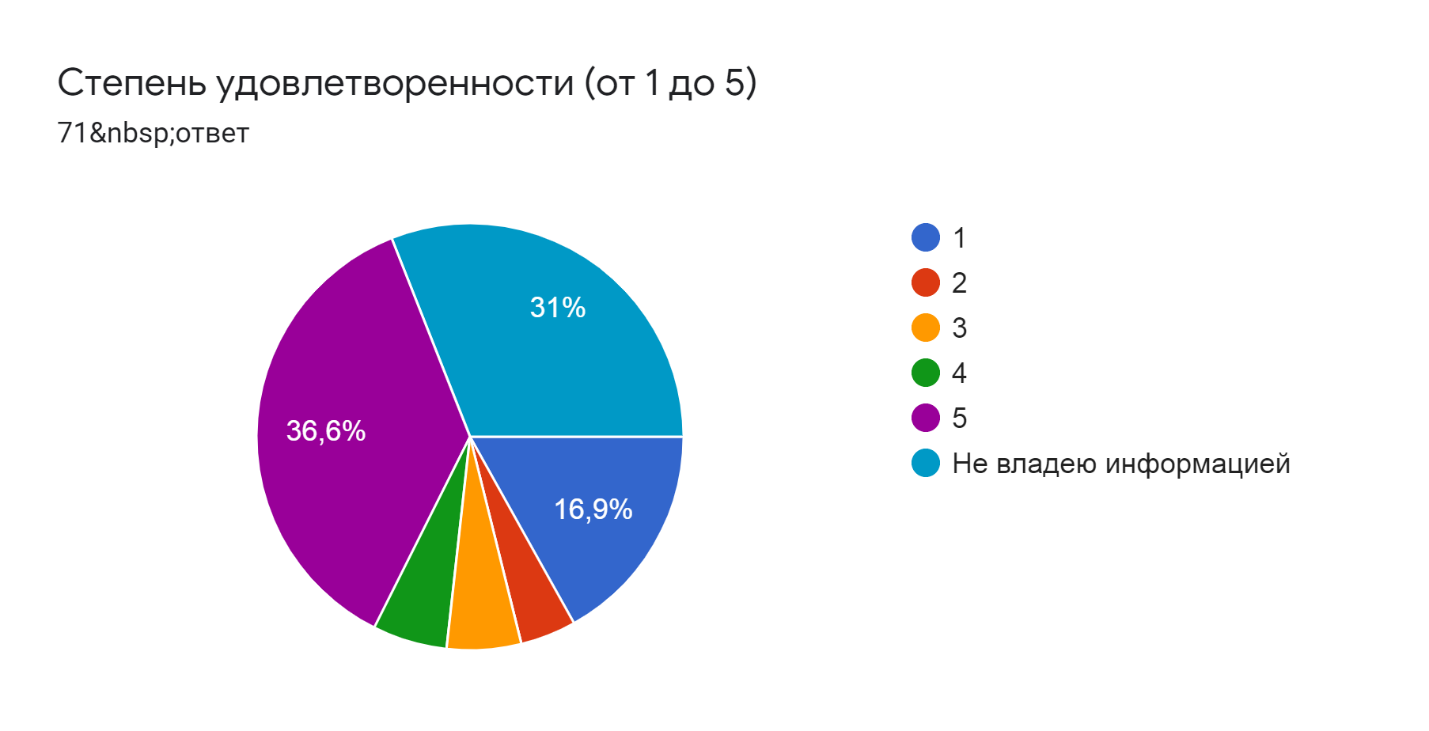 Степень удовлетворенности (от 1 до 5)
71&nbsp;ответ
31%
36,6%
16,9%
1
2
3
4
5
Не владею информацией